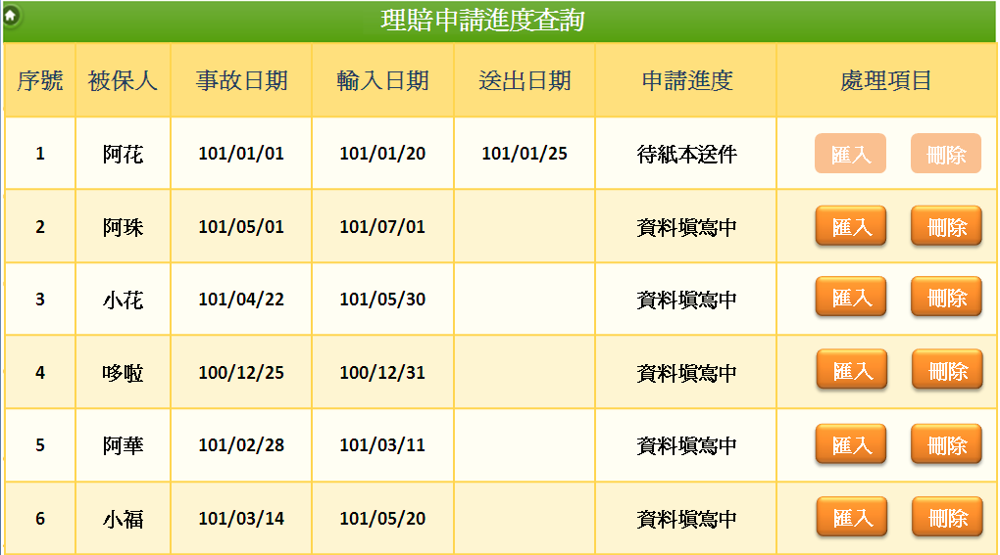 理賠申請進度查詢
序號 被保人 事故日期 輸入日期 送出日期 申請進度 處理項目
1 阿花 101/01/01 101/01/20 101/01/25 待紙本送件 匯入 刪除
2 阿珠 101/05/01 101/07/01 資料填寫中 匯入 刪除
3 小花 101/04/22 101/05/30 資料填寫中 匯入 刪除
4 哆啦 100/12/25 100/12/31 資料填寫中 匯入 刪除
5 阿華 101/02/28 101/03/11 資料填寫中 匯入 刪除
6 小福 101/03/14 101/05/20 資料填寫中 匯入 刪除